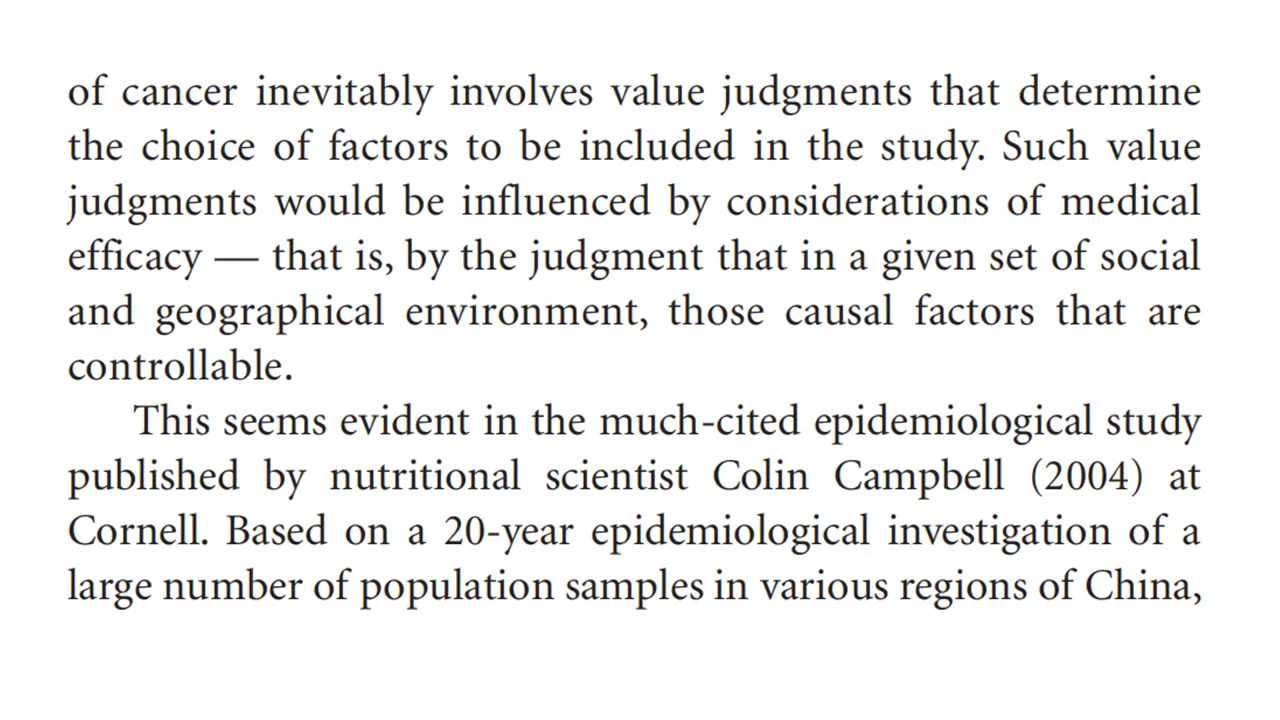 of cancer inevitably involves value judgments that determine
the choice of factors to be included in the study. Such value
judgments would be influenced by considerations of medical
efficacy — that is, by the judgment that in a given set of social
and geographical environment, those causal factors that are
controllable.
This seems evident in the much-cited epidemiological study
published by nutritional scientist Colin Campbell (2004) at
Cornell. Based on a 20-year epidemiological investigation of a
large number of population samples in various regions of China,